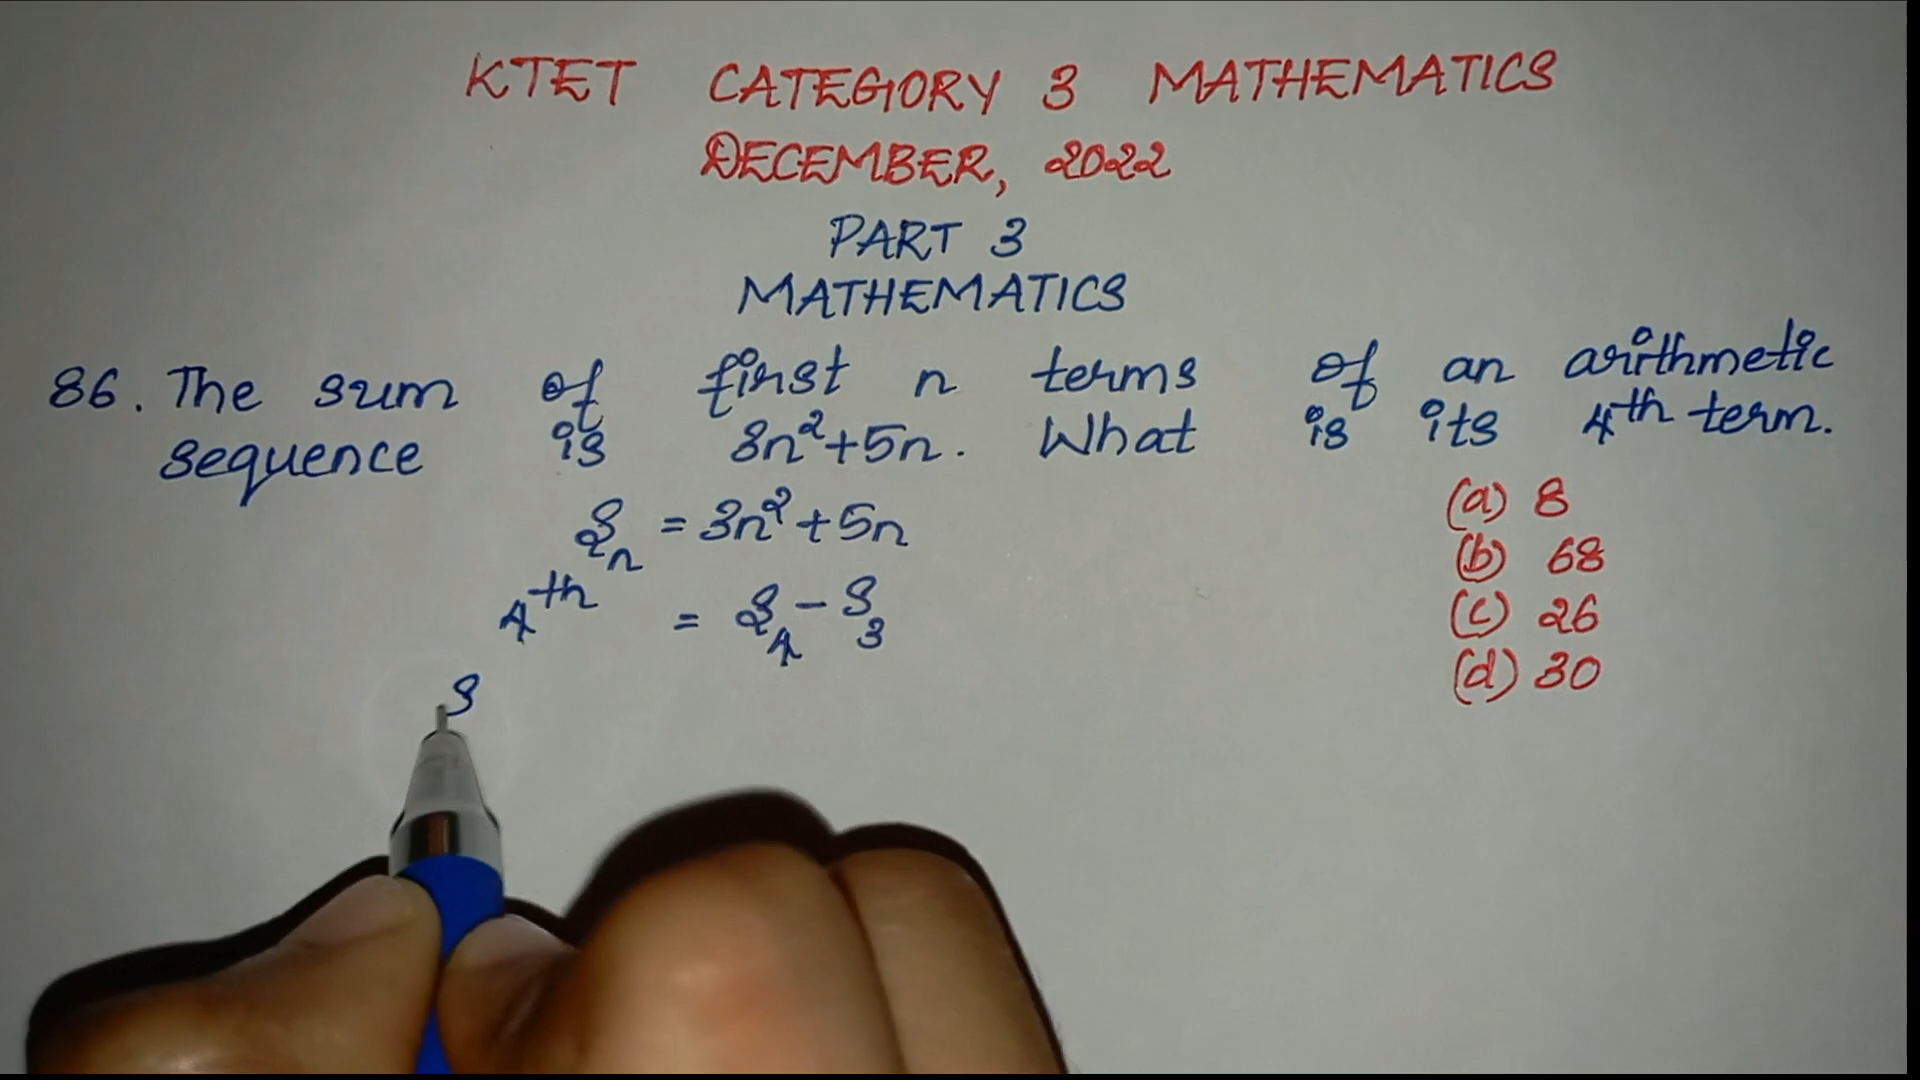 KTET CATEGORY 3 MATHEMATICS
DECEMBER, 2022
PART 3
MATHEMATICS
86. The sum of first n terms of an arithmetic
sequence is 3n²+5n. What is its 4th term.
(a) 8
(b) 68
(c) 26
(d) 30
Sₙ = 3n²+5n
4th = S₄ - S₃
S